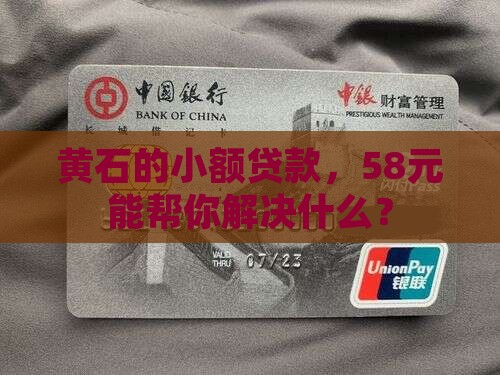 中国银行
BANK OF CHINA
中银 财富管理
PRESTIGIOUS WEALTH MANAGEMENT
长城借记卡
黄石的小额贷款，58元
能帮你解决什么？
VALID
THRU
07/23
UnionPay
银联